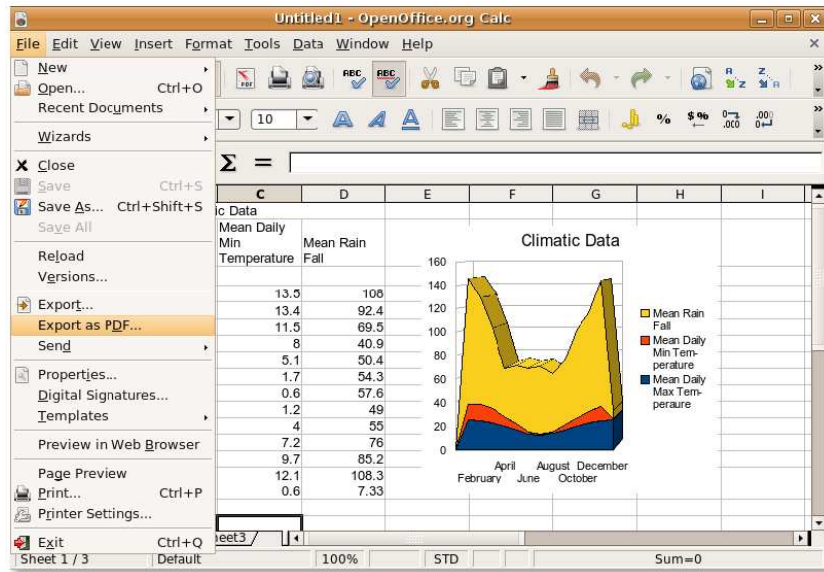 Untitled1 - OpenOffice.org Calc
File Edit View Insert Format Tools Data Window Help
New
Open... Ctrl+O
Recent Documents
Wizards
Close
Save Ctrl+S
Save As... Ctrl+Shift+S
Save All
Reload
Versions...
Export...
Export as PDF...
Send
Properties...
Digital Signatures...
Templates
Preview in Web Browser
Page Preview
Print... Ctrl+P
Printer Settings...
Exit Ctrl+Q
PDF ABC ABC
10 % $%
Σ =
C D E F G H I
ic Data
Mean Daily Min Temperature
Mean Rain Fall
13.5 108
13.4 92.4
11.5 69.5
8 40.9
5.1 50.4
1.7 54.3
0.6 57.6
1.2 49
4 55
7.2 76
9.7 85.2
12.1 108.3
0.6 7.33
Climatic Data
160
140
120
100
80
60
40
20
0
April August December
February June October
Mean Rain
Fall
Mean Daily
Min Tem-
perature
Mean Daily
Max Tem-
peraure
eet3
Sheet 1 / 3 Default 100% STD Sum=0